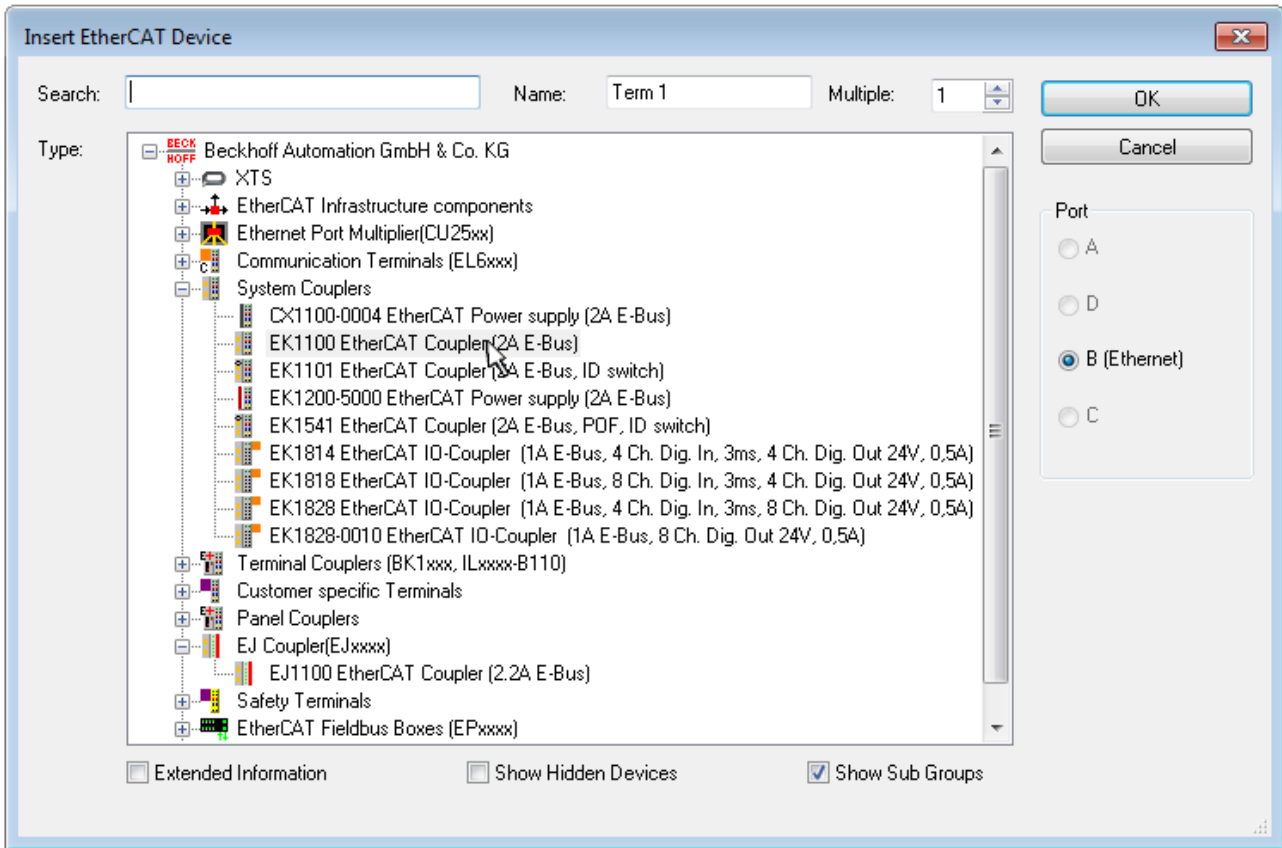 Insert EtherCAT Device
Search: Name: Term 1 Multiple: 1 OK
Type: BECK HOFF Beckhoff Automation GmbH & Co. KG Cancel
XTS
EtherCAT Infrastructure components Port
Ethernet Port Multiplier(CU25xx) A
C Communication Terminals (EL6xxx)
System Couplers
CX1100-0004 EtherCAT Power supply (2A E-Bus) D
EK1100 EtherCAT Coupler (2A E-Bus)
EK1101 EtherCAT Coupler (2A E-Bus, ID switch) B (Ethernet)
EK1200-5000 EtherCAT Power supply (2A E-Bus)
EK1541 EtherCAT Coupler (2A E-Bus, POF, ID switch) C
EK1814 EtherCAT IO-Coupler (1A E-Bus, 4 Ch. Dig. In, 3ms, 4 Ch. Dig. Out 24V, 0,5A)
EK1818 EtherCAT IO-Coupler (1A E-Bus, 8 Ch. Dig. In, 3ms, 4 Ch. Dig. Out 24V, 0,5A)
EK1828 EtherCAT IO-Coupler (1A E-Bus, 4 Ch. Dig. In, 3ms, 8 Ch. Dig. Out 24V, 0,5A)
EK1828-0010 EtherCAT IO-Coupler (1A E-Bus, 8 Ch. Dig. Out 24V, 0,5A)
Terminal Couplers (BK1xxx, ILxxxx-B110)
Customer specific Terminals
Panel Couplers
EJ Coupler(EJxxxx)
EJ1100 EtherCAT Coupler (2.2A E-Bus)
Safety Terminals
EtherCAT Fieldbus Boxes (EPxxxx)
Extended Information Show Hidden Devices Show Sub Groups